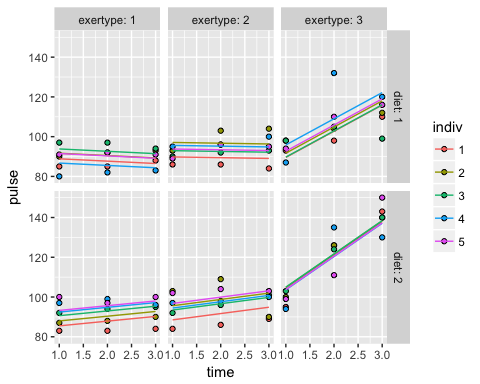 exertype: 1 exertype: 2 exertype: 3
140
120
100
80
diet: 1
140
120
100
80
diet: 2
1.0 1.5 2.0 2.5 3.0 1.0 1.5 2.0 2.5 3.0 1.0 1.5 2.0 2.5 3.0
time
pulse
indiv
1
2
3
4
5